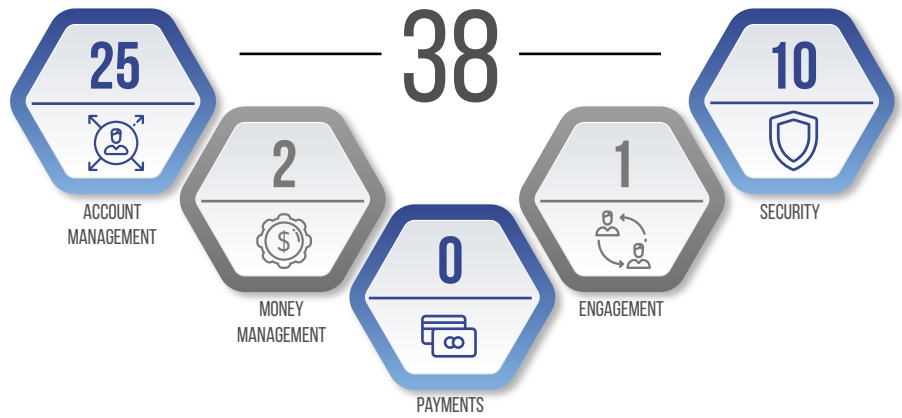 38
25
ACCOUNT
MANAGEMENT
2
$
MONEY
MANAGEMENT
0
PAYMENTS
1
ENGAGEMENT
10
SECURITY